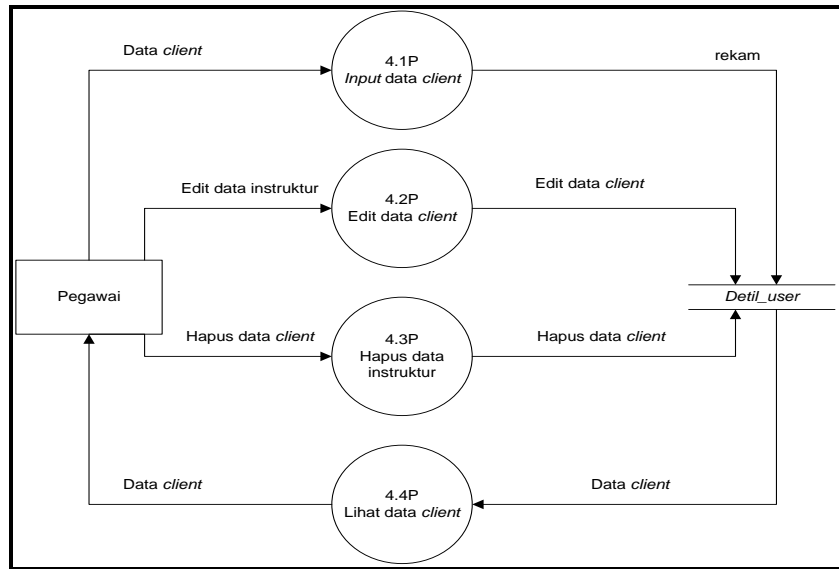 Data client
4.1P
Input data client
rekam
Edit data instruktur
4.2P
Edit data client
Edit data client
Pegawai
Detil_user
Hapus data client
4.3P
Hapus data
instruktur
Hapus data client
Data client
4.4P
Lihat data client
Data client